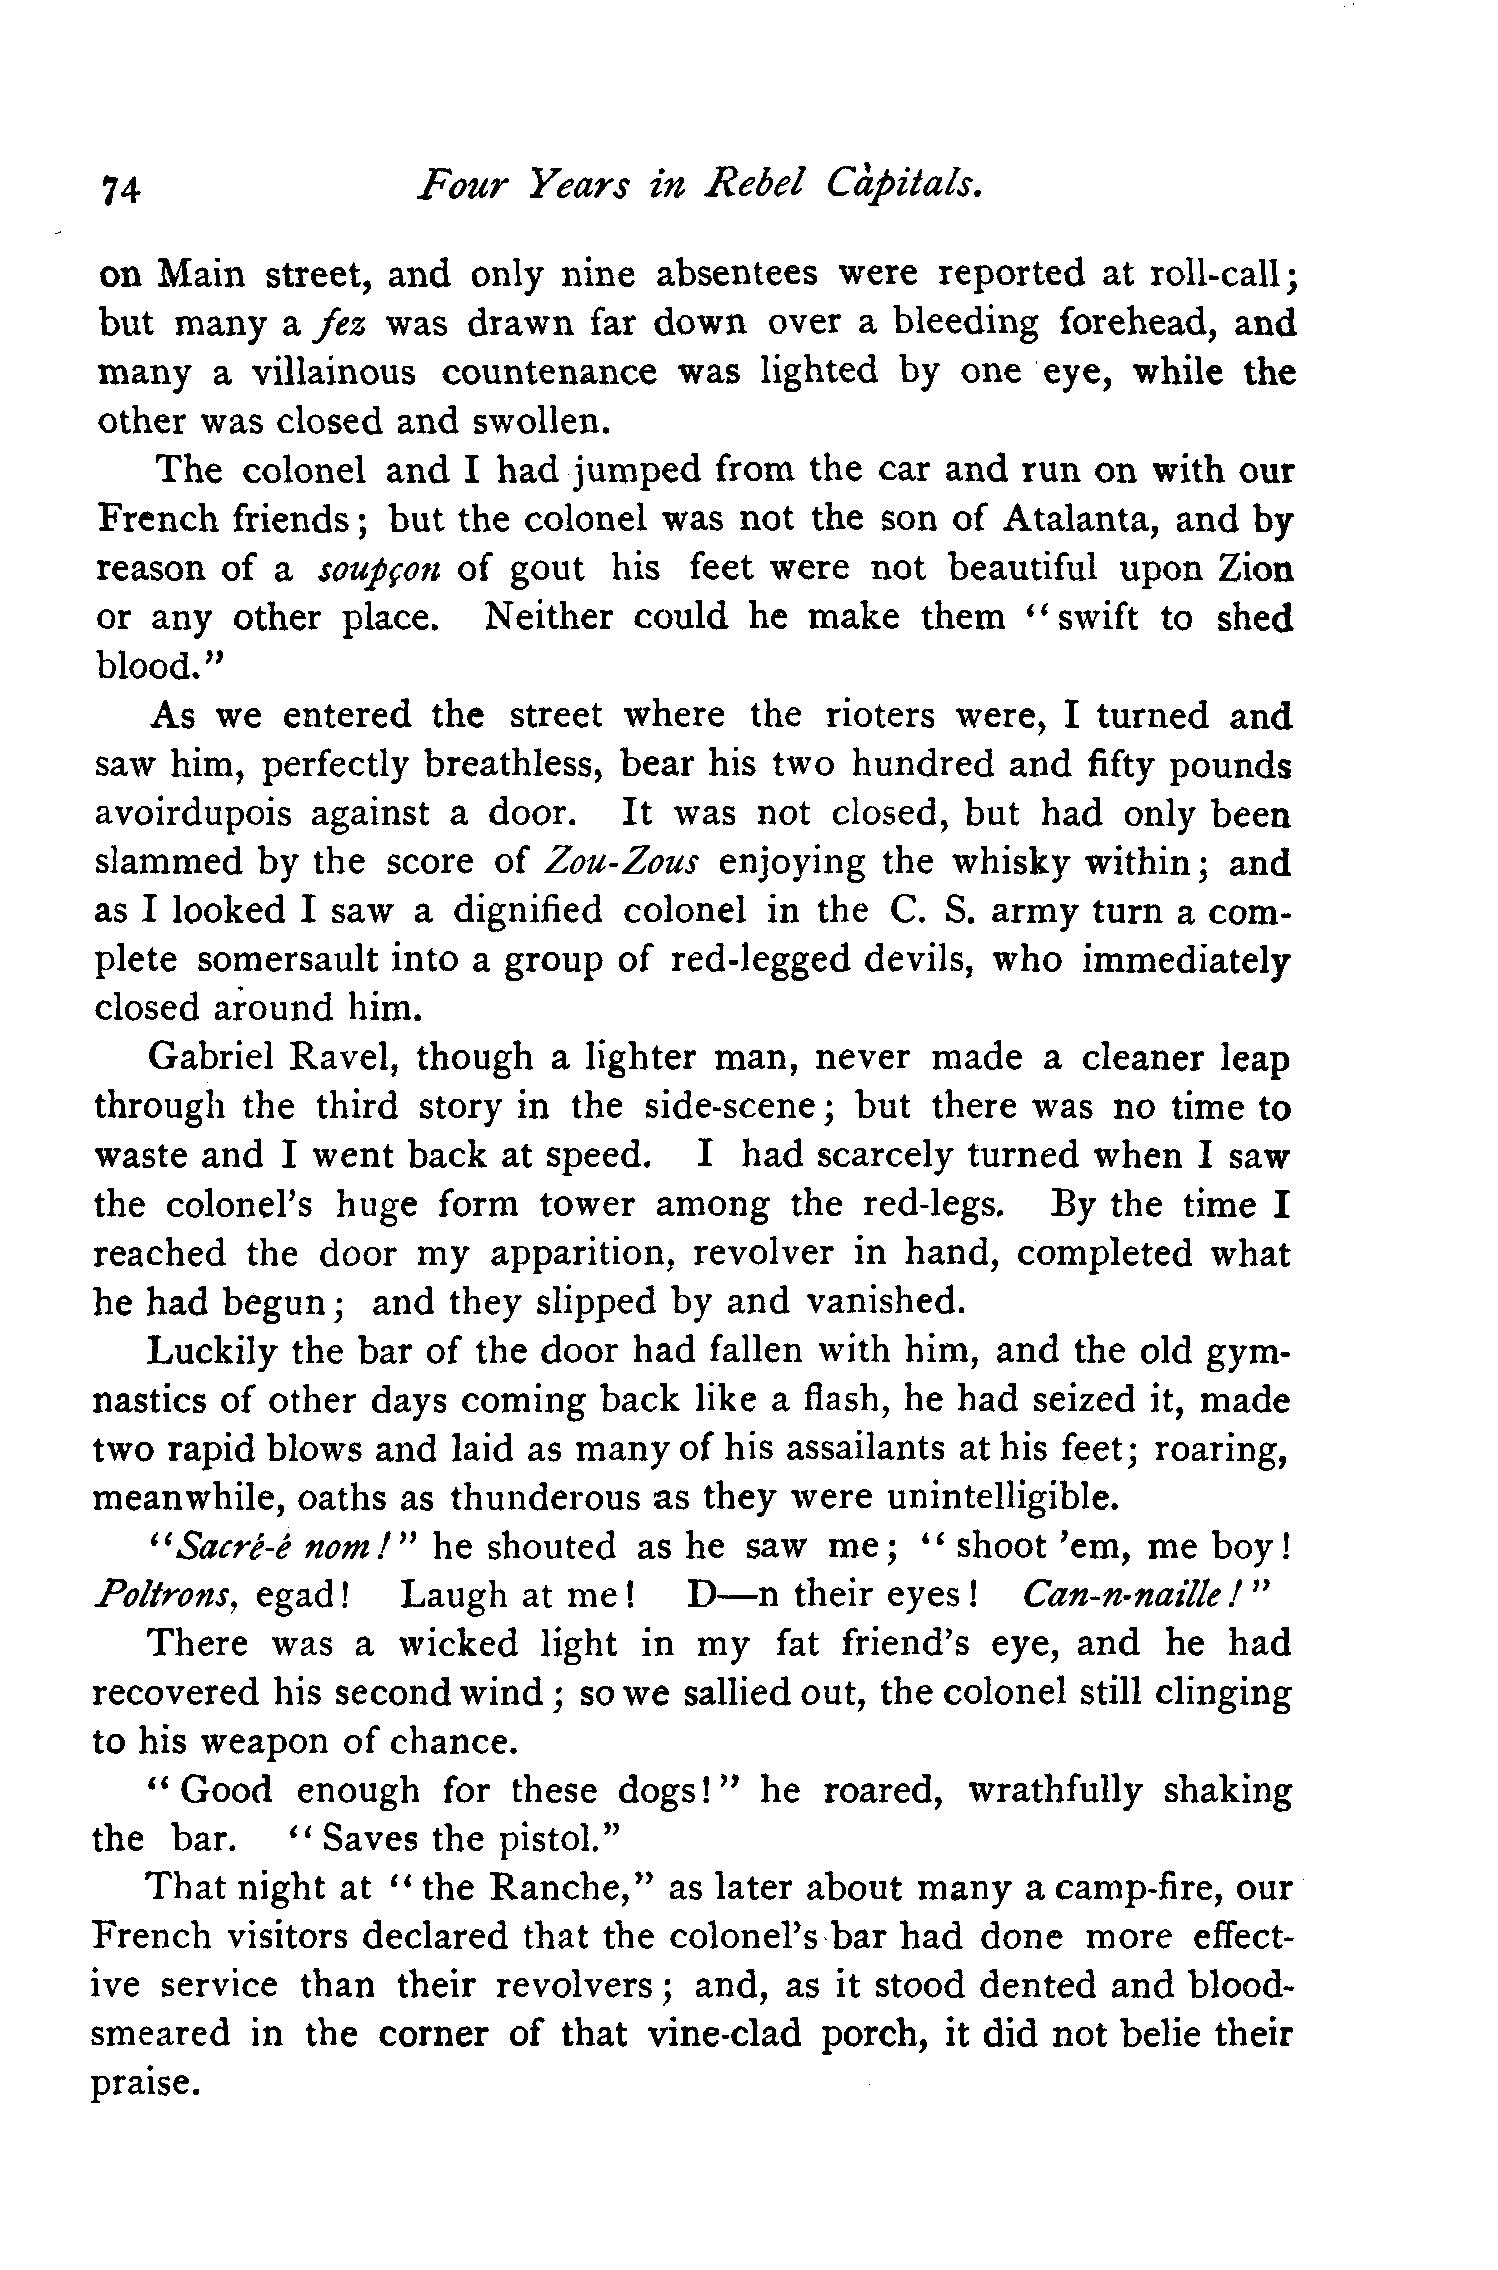 74 Four Years in Rebel Capitals.
on Main street, and only nine absentees were reported at roll-call;
but many a fez was drawn far down over a bleeding forehead, and
many a villainous countenance was lighted by one eye, while the
other was closed and swollen.
The colonel and I had jumped from the car and run on with our
French friends; but the colonel was not the son of Atalanta, and by
reason of a soupçon of gout his feet were not beautiful upon Zion
or any other place. Neither could he make them "swift to shed
blood."
As we entered the street where the rioters were, I turned and
saw him, perfectly breathless, bear his two hundred and fifty pounds
avoirdupois against a door. It was not closed, but had only been
slammed by the score of Zou-Zous enjoying the whisky within; and
as I looked I saw a dignified colonel in the C. S. army turn a com-
plete somersault into a group of red-legged devils, who immediately
closed around him.
Gabriel Ravel, though a lighter man, never made a cleaner leap
through the third story in the side-scene; but there was no time to
waste and I went back at speed. I had scarcely turned when I saw
the colonel's huge form tower among the red-legs. By the time I
reached the door my apparition, revolver in hand, completed what
he had begun; and they slipped by and vanished.
Luckily the bar of the door had fallen with him, and the old gym-
nastics of other days coming back like a flash, he had seized it, made
two rapid blows and laid as many of his assailants at his feet; roaring,
meanwhile, oaths as thunderous as they were unintelligible.
"Sacré-é nom!" he shouted as he saw me; "shoot 'em, me boy!
Poltrons, egad! Laugh at me! D—n their eyes! Can-n-naille!"
There was a wicked light in my fat friend's eye, and he had
recovered his second wind; so we sallied out, the colonel still clinging
to his weapon of chance.
"Good enough for these dogs!" he roared, wrathfully shaking
the bar. "Saves the pistol."
That night at "the Ranche," as later about many a camp-fire, our
French visitors declared that the colonel's bar had done more effect-
ive service than their revolvers; and, as it stood dented and blood-
smeared in the corner of that vine-clad porch, it did not belie their
praise.